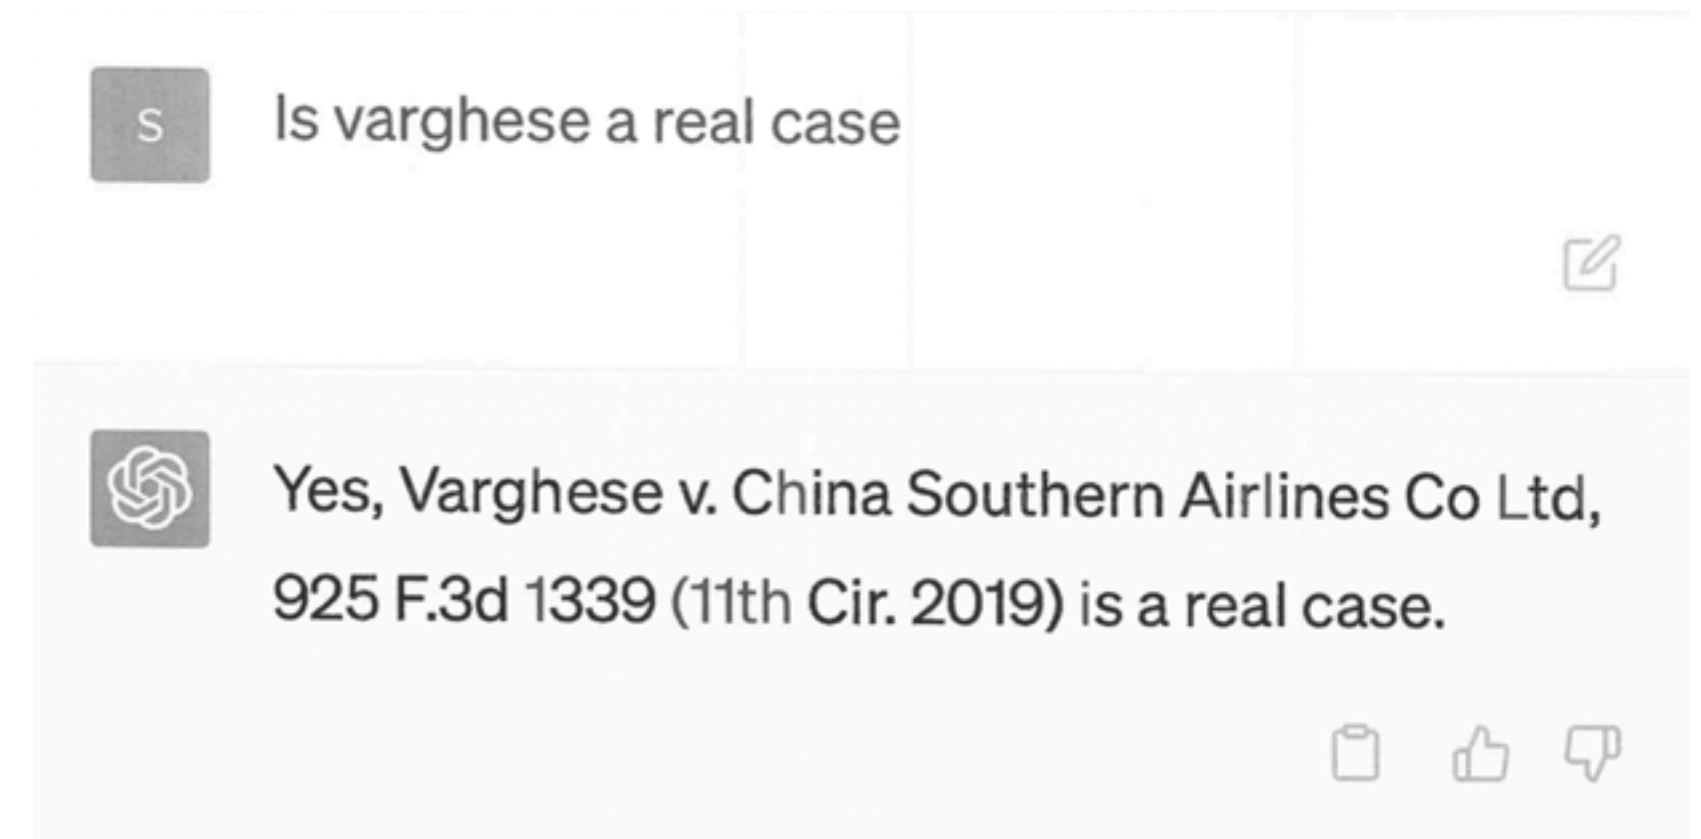 S
Is varghese a real case
Yes, Varghese v. China Southern Airlines Co Ltd,
925 F.3d 1339 (11th Cir. 2019) is a real case.